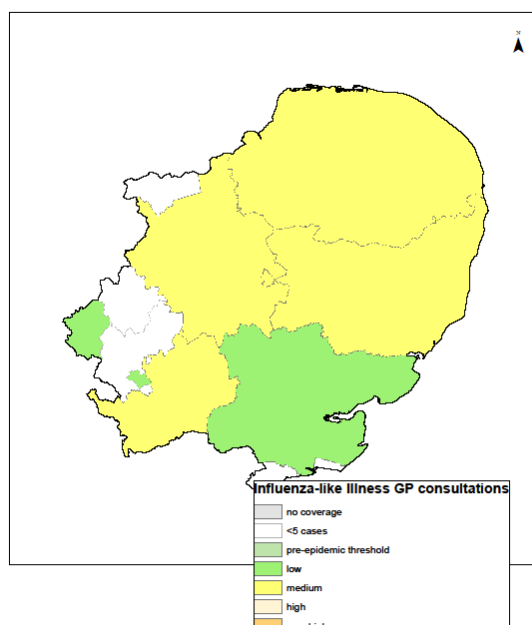 N
Influenza-like Illness GP consultations
no coverage
<5 cases
pre-epidemic threshold
low
medium
high